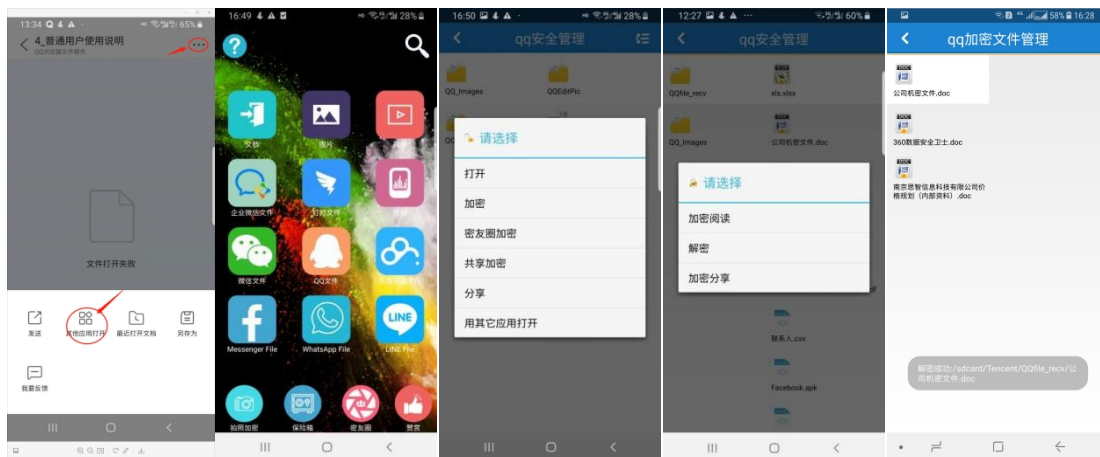 13:34
65%
4_普通用户使用说明
文件打开失败
发送
其他应用打开
最近打开文档
另存为
我要反馈
16:49
28%
文档
图片
企业微信文件
钉钉文件
微信文件
QQ文件
LINE
Messenger File
WhatsApp File
LINE File
拍照加密
保险箱
密友圈
赞赏
16:50
28%
qq安全管理
QQ_Images
QQEditPic
请选择
打开
加密
密友圈加密
共享加密
分享
用其它应用打开
12:27
60%
qq安全管理
QQfile_recv
xls.xlsx
QQ_Images
公司机密文件.doc
请选择
加密阅读
解密
加密分享
联系人.csv
Facebook.apk
58%
16:28
qq加密文件管理
公司机密文件.doc
360数据安全卫士.doc
南京思智信息科技有限公司价
格规划（内部资料）.doc
解密成功:/sdcard/Tencent/QQfile_recv/公
司机密文件.doc